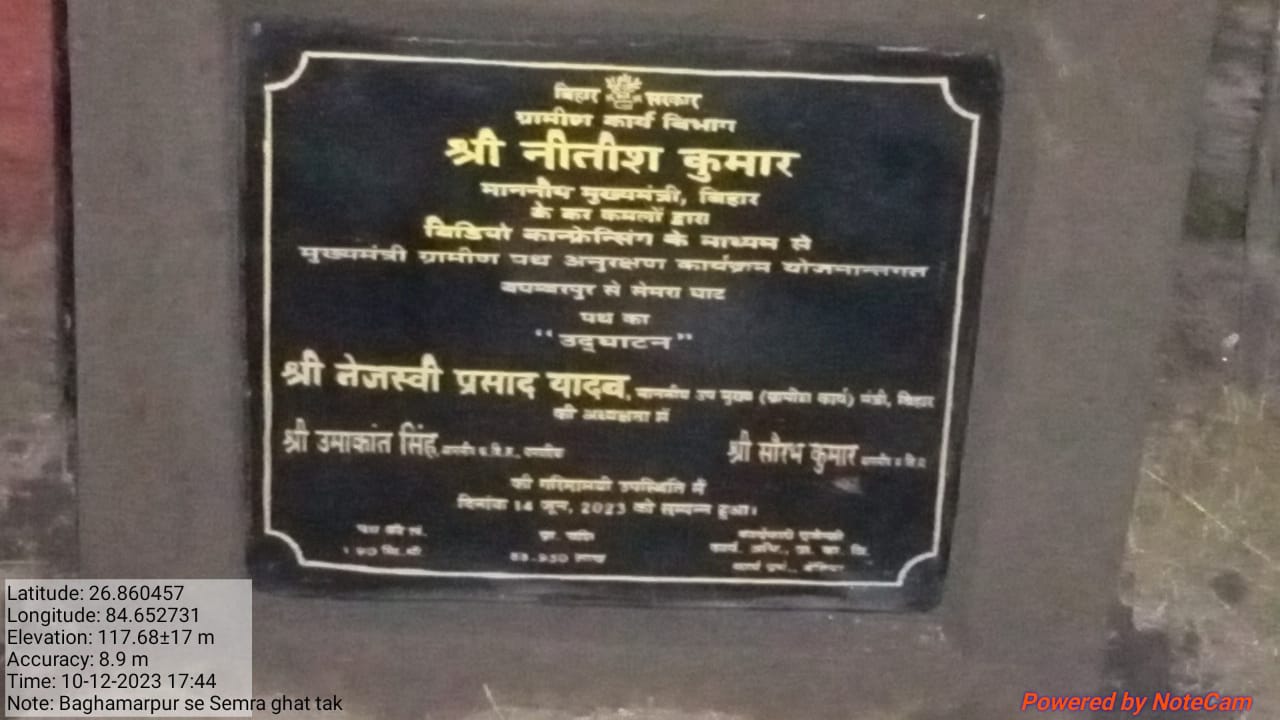 बिहार सरकार
ग्रामीण कार्य विभाग
श्री नीतीश कुमार
माननीय मुख्यमंत्री, बिहार
के कर कमलों द्वारा
विडियो कान्फ्रेन्सिंग के माध्यम से
मुख्यमंत्री ग्रामीण पथ अनुरक्षण कार्यक्रम योजनान्तर्गत
से सेमरा घाट
पथ का
"उद्घाटन"
श्री तेजस्वी प्रसाद यादव, माननीय उप मुख्य (ग्रामीण कार्य) मंत्री, बिहार
की अध्यक्षता में
श्री उमाकांत सिंह, श्री सौरभ कुमार
की गरिमामयी उपस्थिति में
दिनांक 14 जून, 2023 को सम्पन्न हुआ।
Latitude: 26.860457
Longitude: 84.652731
Elevation: 117.68±17 m
Accuracy: 8.9 m
Time: 10-12-2023 17:44
Note: Baghamarpur se Semra ghat tak
Powered by NoteCam